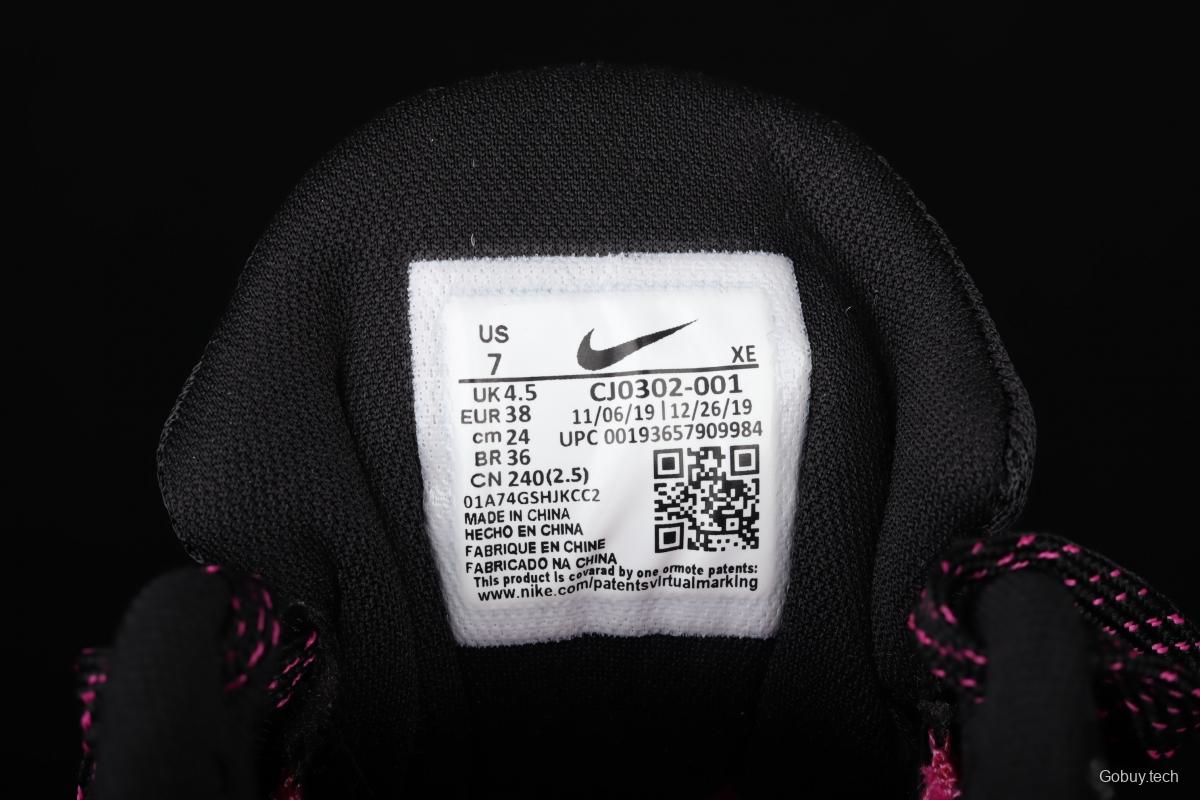 US
7
XE
UK 4.5
CJ0302-001
EUR 38
11/06/19 | 12/26/19
cm 24
UPC 00193657909984
BR 36
CN 240(2.5)
01A74GSHJKCC2
MADE IN CHINA
HECHO EN CHINA
FABRIQUE EN CHINE
FABRICADO NA CHINA
This product is covarad by one ormote patents:
www.nike.com/patentsvirtualmarking
Gobuy.tech